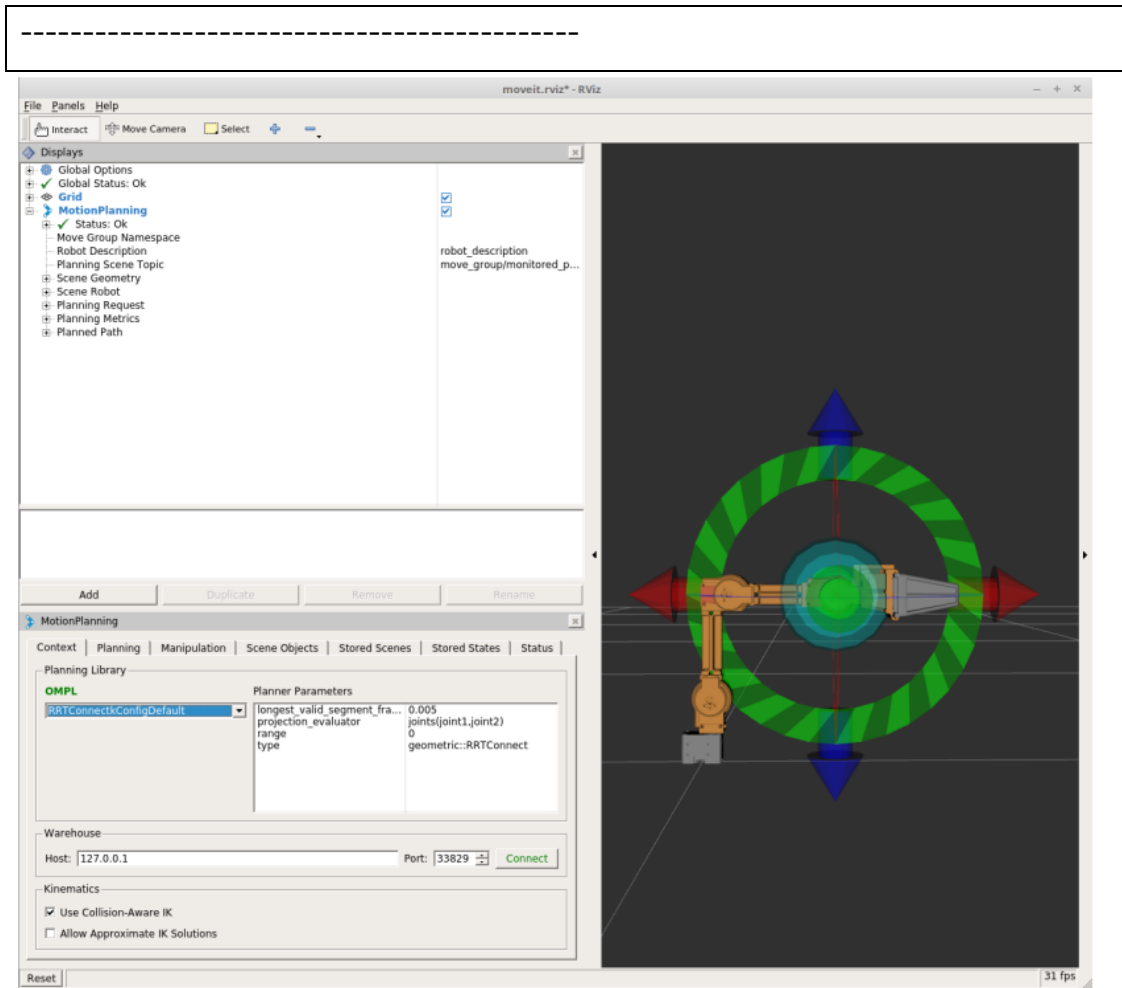 ---------------------------------------------
moveit.rviz* - RViz
File Panels Help
Interact Move Camera Select
Displays
Global Options
Global Status: Ok
Grid
MotionPlanning
Status: Ok
Move Group Namespace
Robot Description robot_description
Planning Scene Topic move_group/monitored_p...
Scene Geometry
Scene Robot
Planning Request
Planning Metrics
Planned Path
Add Duplicate Remove Rename
MotionPlanning
Context Planning Manipulation Scene Objects Stored Scenes Stored States Status
Planning Library
OMPL Planner Parameters
RRTConnectkConfigDefault longest_valid_segment_fra... 0.005
projection_evaluator joints(joint1,joint2)
range 0
type geometric::RRTConnect
Warehouse
Host: 127.0.0.1 Port: 33829 Connect
Kinematics
Use Collision-Aware IK
Allow Approximate IK Solutions
Reset 31 fps